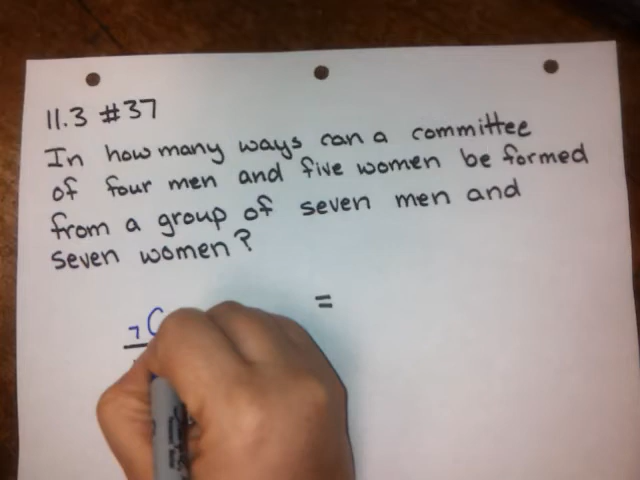 11.3 #37
In how many ways can a committee
of four men and five women be formed
from a group of seven men and
seven women?
=
7C